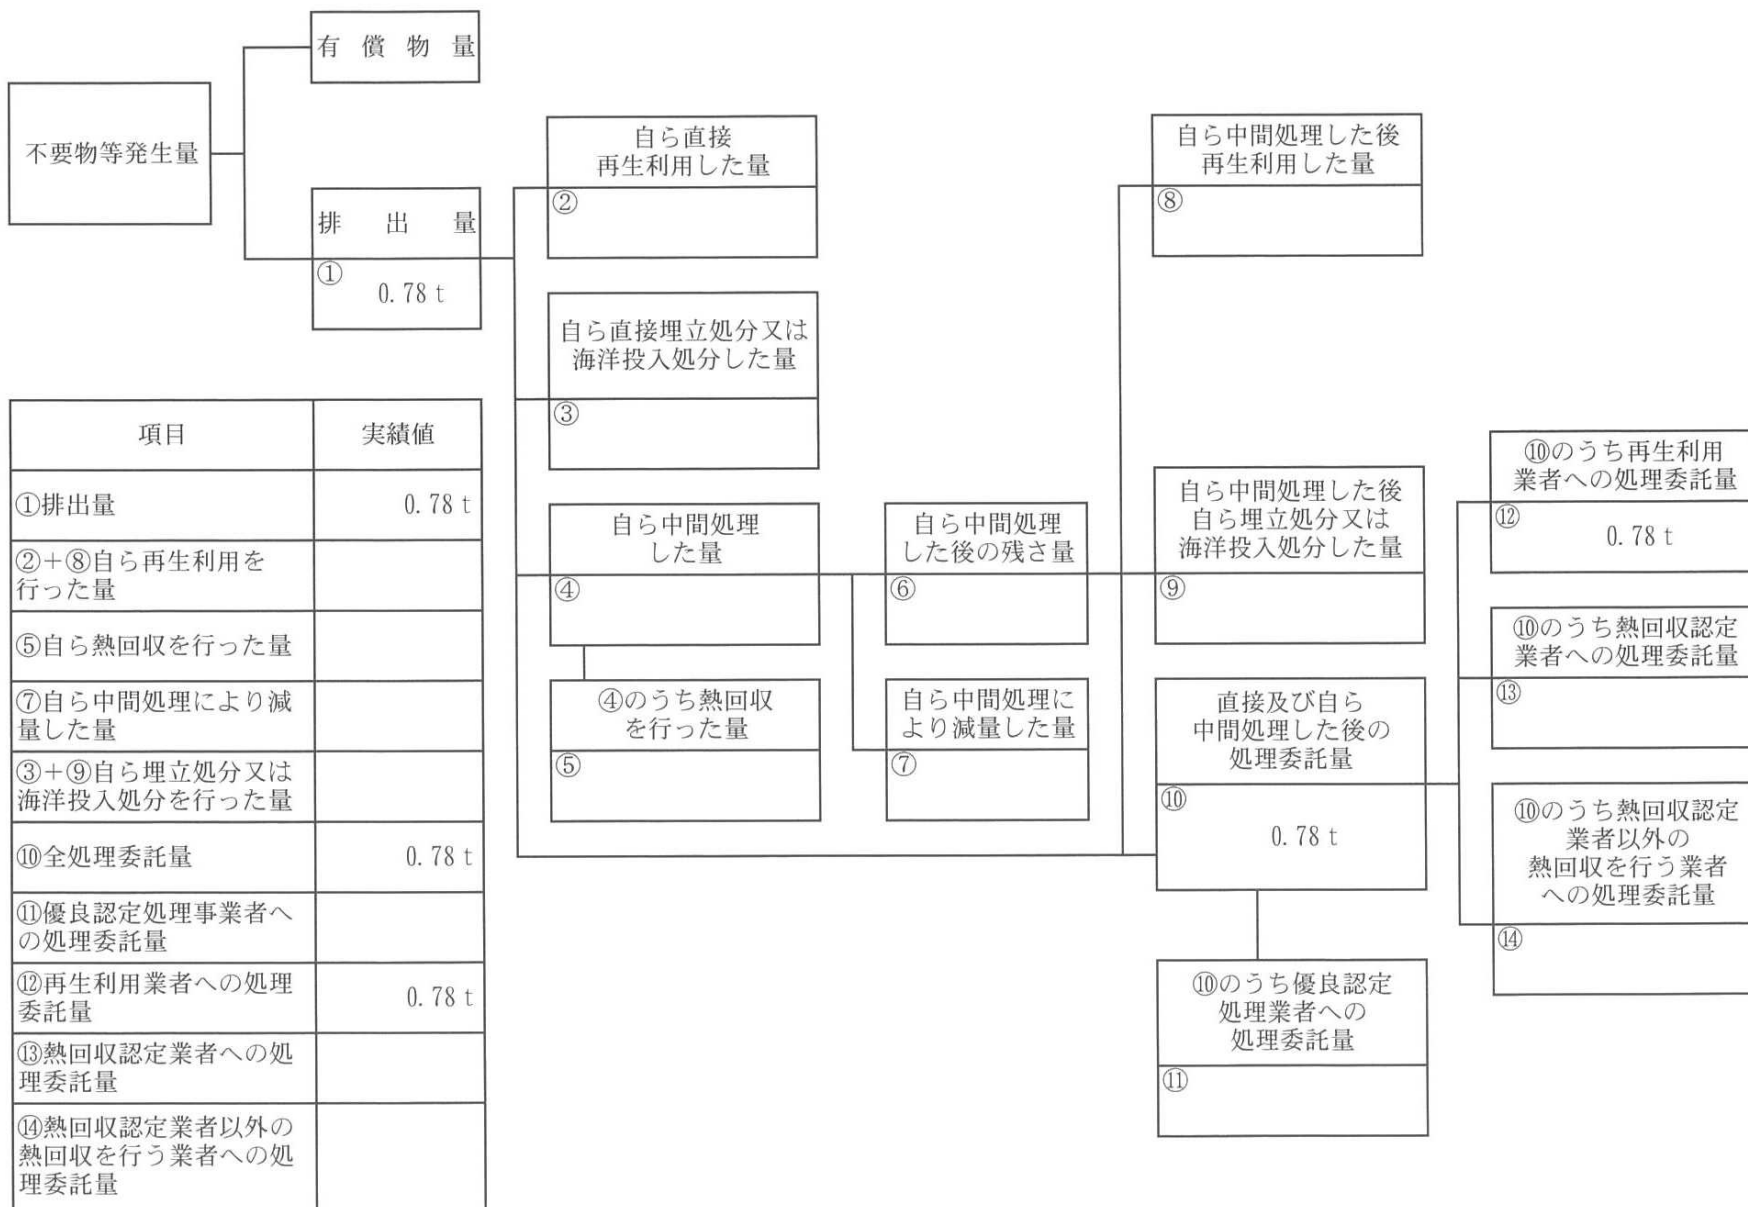 有償物量
不要物等発生量
排出量
①
0.78 t
自ら直接
再生利用した量
②
自ら直接埋立処分又は
海洋投入処分した量
③
自ら中間処理
した量
④
④のうち熱回収
を行った量
⑤
自ら中間処理
した後の残さ量
⑥
自ら中間処理に
より減量した量
⑦
自ら中間処理した後
再生利用した量
⑧
自ら中間処理した後
自ら埋立処分又は
海洋投入処分した量
⑨
直接及び自ら
中間処理した後の
処理委託量
⑩
0.78 t
⑩のうち優良認定
処理業者への
処理委託量
⑪
⑩のうち再生利用
業者への処理委託量
⑫
0.78 t
⑩のうち熱回収認定
業者への処理委託量
⑬
⑩のうち熱回収認定
業者以外の
熱回収を行う業者
への処理委託量
⑭
項目 実績値
①排出量 0.78 t
②＋⑧自ら再生利用を
行った量
⑤自ら熱回収を行った量
⑦自ら中間処理により減
量した量
③＋⑨自ら埋立処分又は
海洋投入処分を行った量
⑩全処理委託量 0.78 t
⑪優良認定処理事業者へ
の処理委託量
⑫再生利用業者への処理
委託量 0.78 t
⑬熱回収認定業者への処
理委託量
⑭熱回収認定業者以外の
熱回収を行う業者への処
理委託量